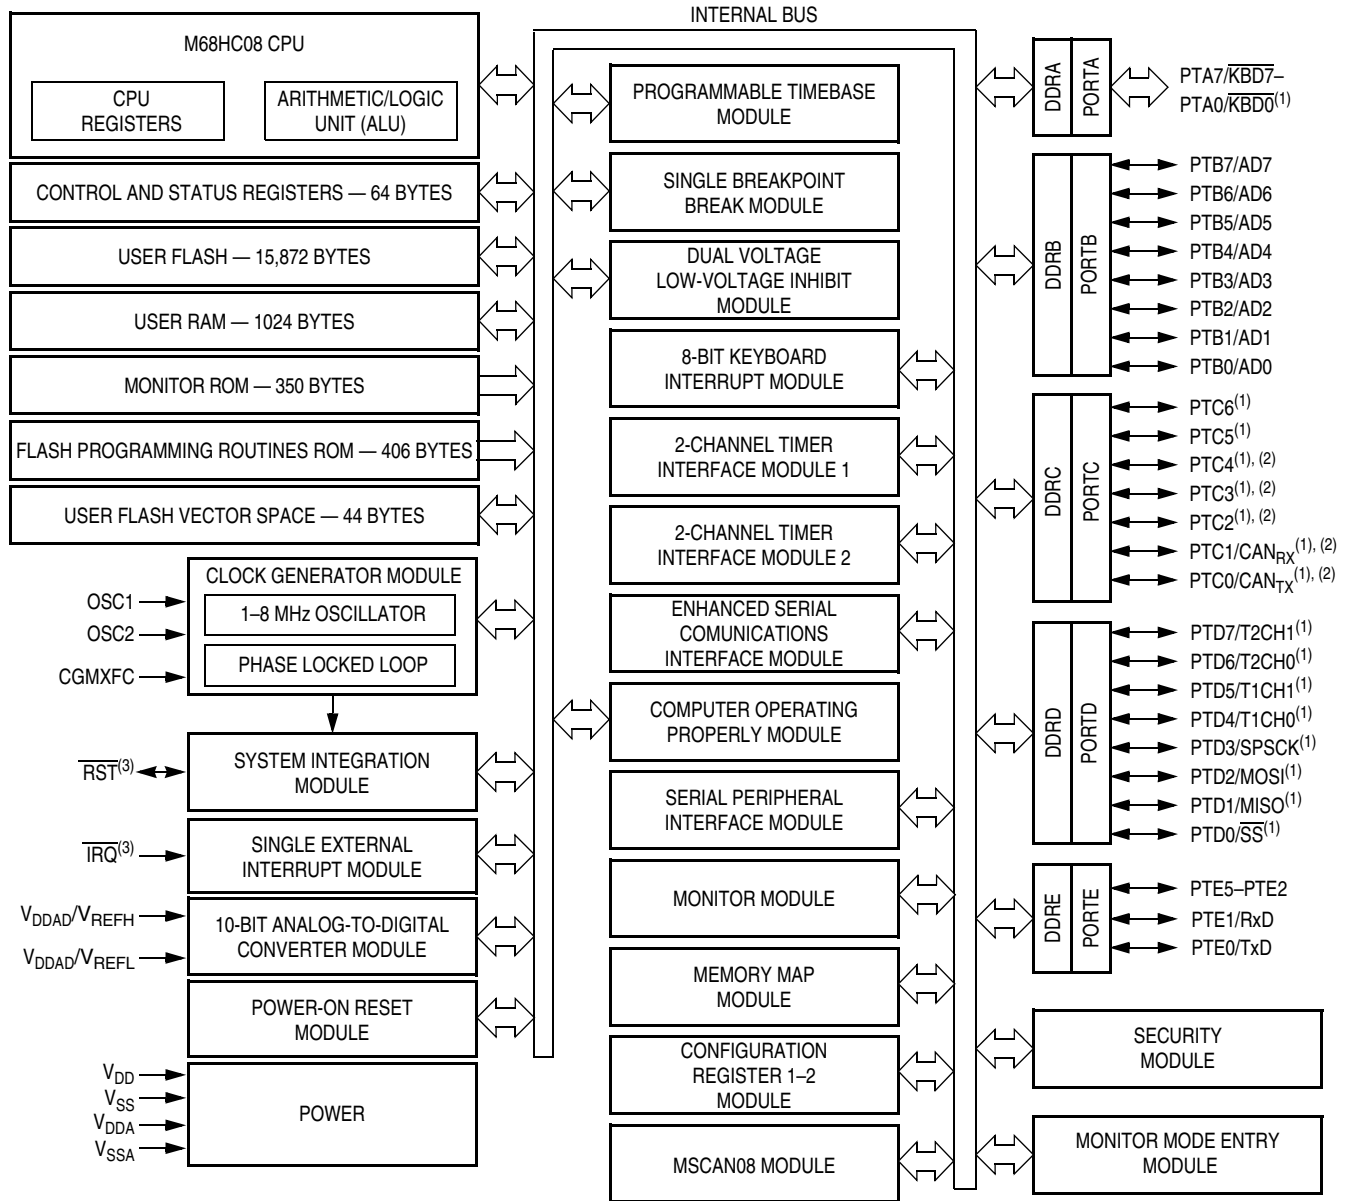 INTERNAL BUS
M68HC08 CPU
CPU
REGISTERS
ARITHMETIC/LOGIC
UNIT (ALU)
CONTROL AND STATUS REGISTERS — 64 BYTES
USER FLASH — 15,872 BYTES
USER RAM — 1024 BYTES
MONITOR ROM — 350 BYTES
FLASH PROGRAMMING ROUTINES ROM — 406 BYTES
USER FLASH VECTOR SPACE — 44 BYTES
CLOCK GENERATOR MODULE
1–8 MHz OSCILLATOR
PHASE LOCKED LOOP
OSC1
OSC2
CGMXFC
SYSTEM INTEGRATION
MODULE
RST(3)
SINGLE EXTERNAL
INTERRUPT MODULE
IRQ(3)
10-BIT ANALOG-TO-DIGITAL
CONVERTER MODULE
VDDAD/VREFH
VDDAD/VREFL
POWER-ON RESET
MODULE
POWER
VDD
VSS
VDDA
VSSA
PROGRAMMABLE TIMEBASE
MODULE
SINGLE BREAKPOINT
BREAK MODULE
DUAL VOLTAGE
LOW-VOLTAGE INHIBIT
MODULE
8-BIT KEYBOARD
INTERRUPT MODULE
2-CHANNEL TIMER
INTERFACE MODULE 1
2-CHANNEL TIMER
INTERFACE MODULE 2
ENHANCED SERIAL
COMUNICATIONS
INTERFACE MODULE
COMPUTER OPERATING
PROPERLY MODULE
SERIAL PERIPHERAL
INTERFACE MODULE
MONITOR MODULE
MEMORY MAP
MODULE
CONFIGURATION
REGISTER 1–2
MODULE
MSCAN08 MODULE
DDRA
PORTA
PTA7/KBD7–
PTA0/KBD0(1)
DDRB
PORTB
PTB7/AD7
PTB6/AD6
PTB5/AD5
PTB4/AD4
PTB3/AD3
PTB2/AD2
PTB1/AD1
PTB0/AD0
DDRC
PORTC
PTC6(1)
PTC5(1)
PTC4(1), (2)
PTC3(1), (2)
PTC2(1), (2)
PTC1/CANRX(1), (2)
PTC0/CANTX(1), (2)
DDRD
PORTD
PTD7/T2CH1(1)
PTD6/T2CH0(1)
PTD5/T1CH1(1)
PTD4/T1CH0(1)
PTD3/SPSCK(1)
PTD2/MOSI(1)
PTD1/MISO(1)
PTD0/SS(1)
DDRE
PORTE
PTE5–PTE2
PTE1/RxD
PTE0/TxD
SECURITY
MODULE
MONITOR MODE ENTRY
MODULE